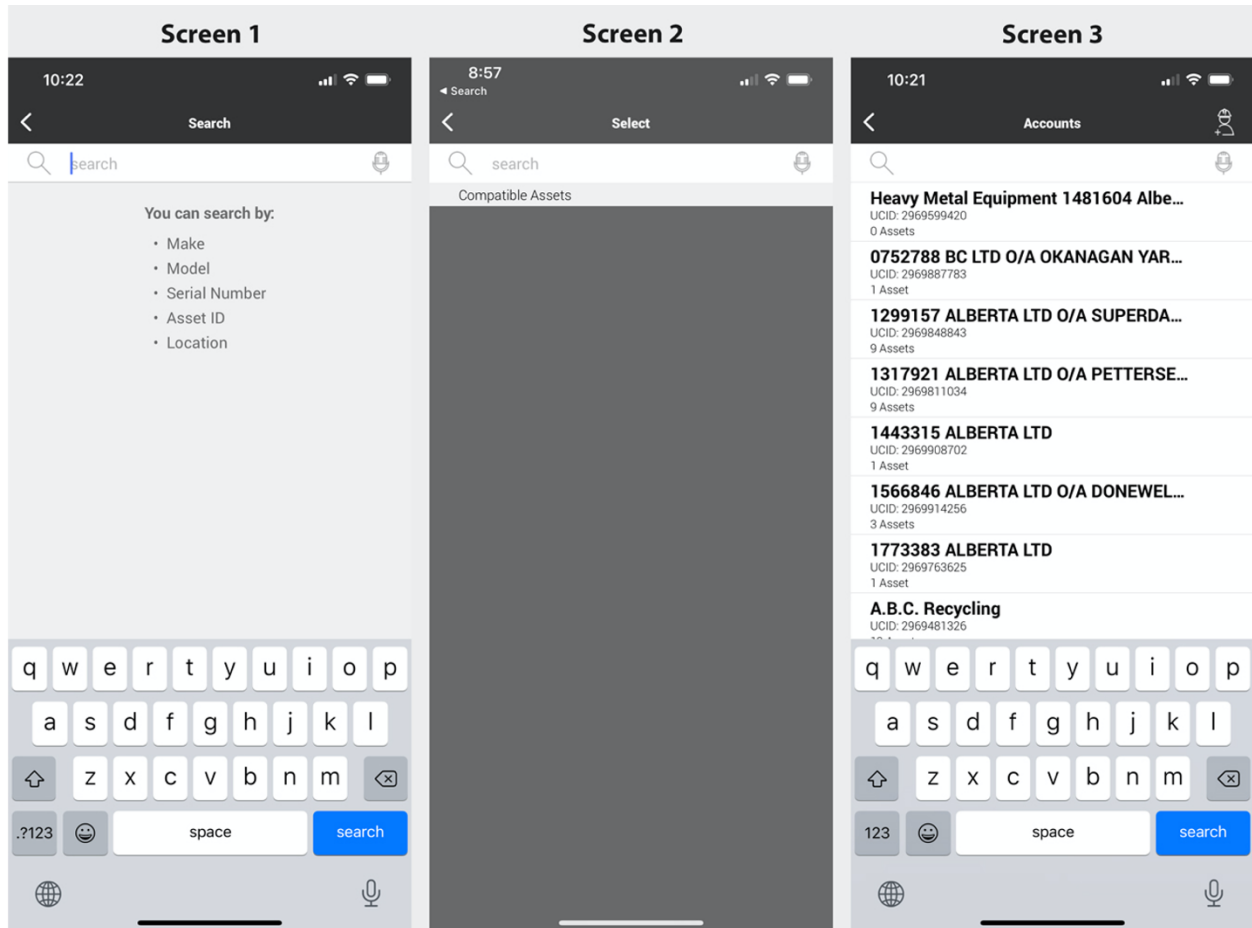 Screen 1
10:22
Search
search
You can search by:
• Make
• Model
• Serial Number
• Asset ID
• Location
q w e r t y u i o p
a s d f g h j k l
z x c v b n m
.?123 space search
Screen 2
8:57
◂ Search
Select
search
Compatible Assets
Screen 3
10:21
Accounts
Heavy Metal Equipment 1481604 Albe...
UCID: 2969599420
0 Assets
0752788 BC LTD O/A OKANAGAN YAR...
UCID: 2969887783
1 Asset
1299157 ALBERTA LTD O/A SUPERDA...
UCID: 2969848843
9 Assets
1317921 ALBERTA LTD O/A PETTERSE...
UCID: 2969811034
9 Assets
1443315 ALBERTA LTD
UCID: 2969908702
1 Asset
1566846 ALBERTA LTD O/A DONEWEL...
UCID: 2969914256
3 Assets
1773383 ALBERTA LTD
UCID: 2969763625
1 Asset
A.B.C. Recycling
UCID: 2969481326
q w e r t y u i o p
a s d f g h j k l
z x c v b n m
123 space search